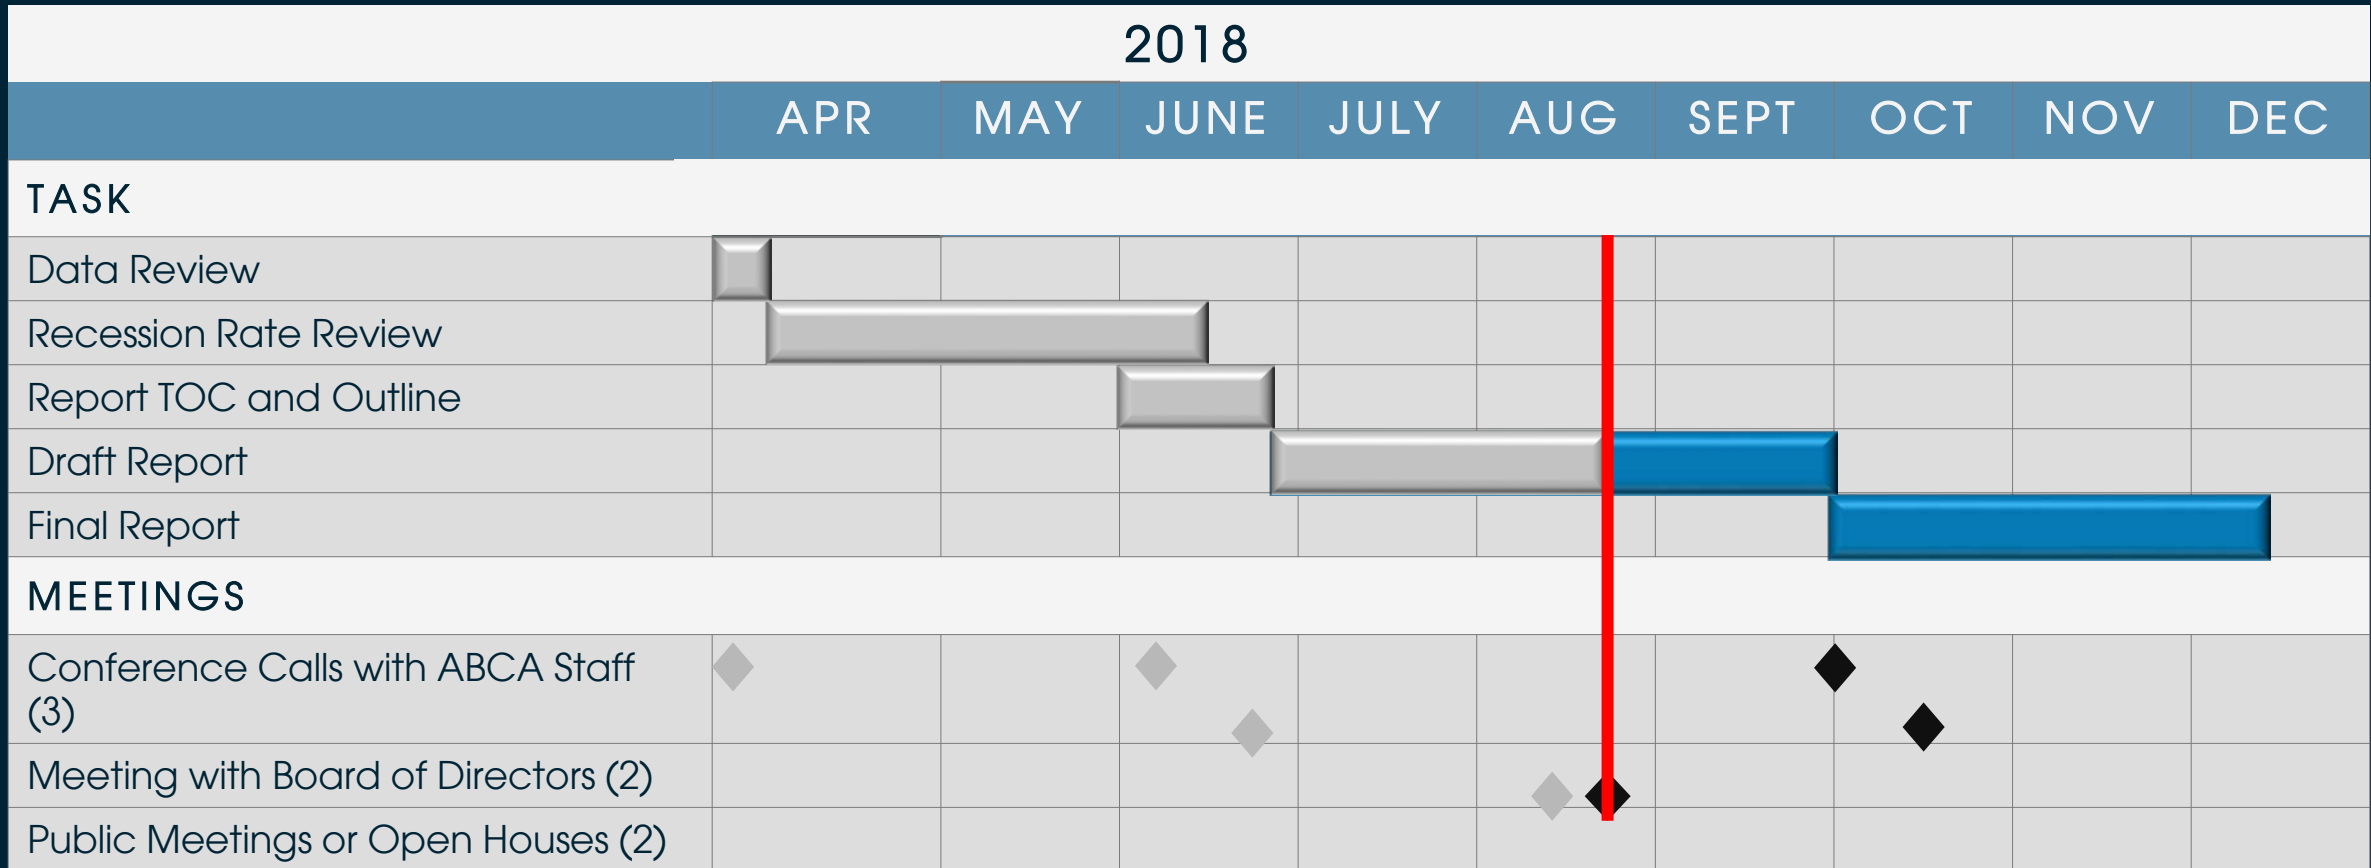 2018
APR MAY JUNE JULY AUG SEPT OCT NOV DEC
TASK
Data Review
Recession Rate Review
Report TOC and Outline
Draft Report
Final Report
MEETINGS
Conference Calls with ABCA Staff
(3)
Meeting with Board of Directors (2)
Public Meetings or Open Houses (2)